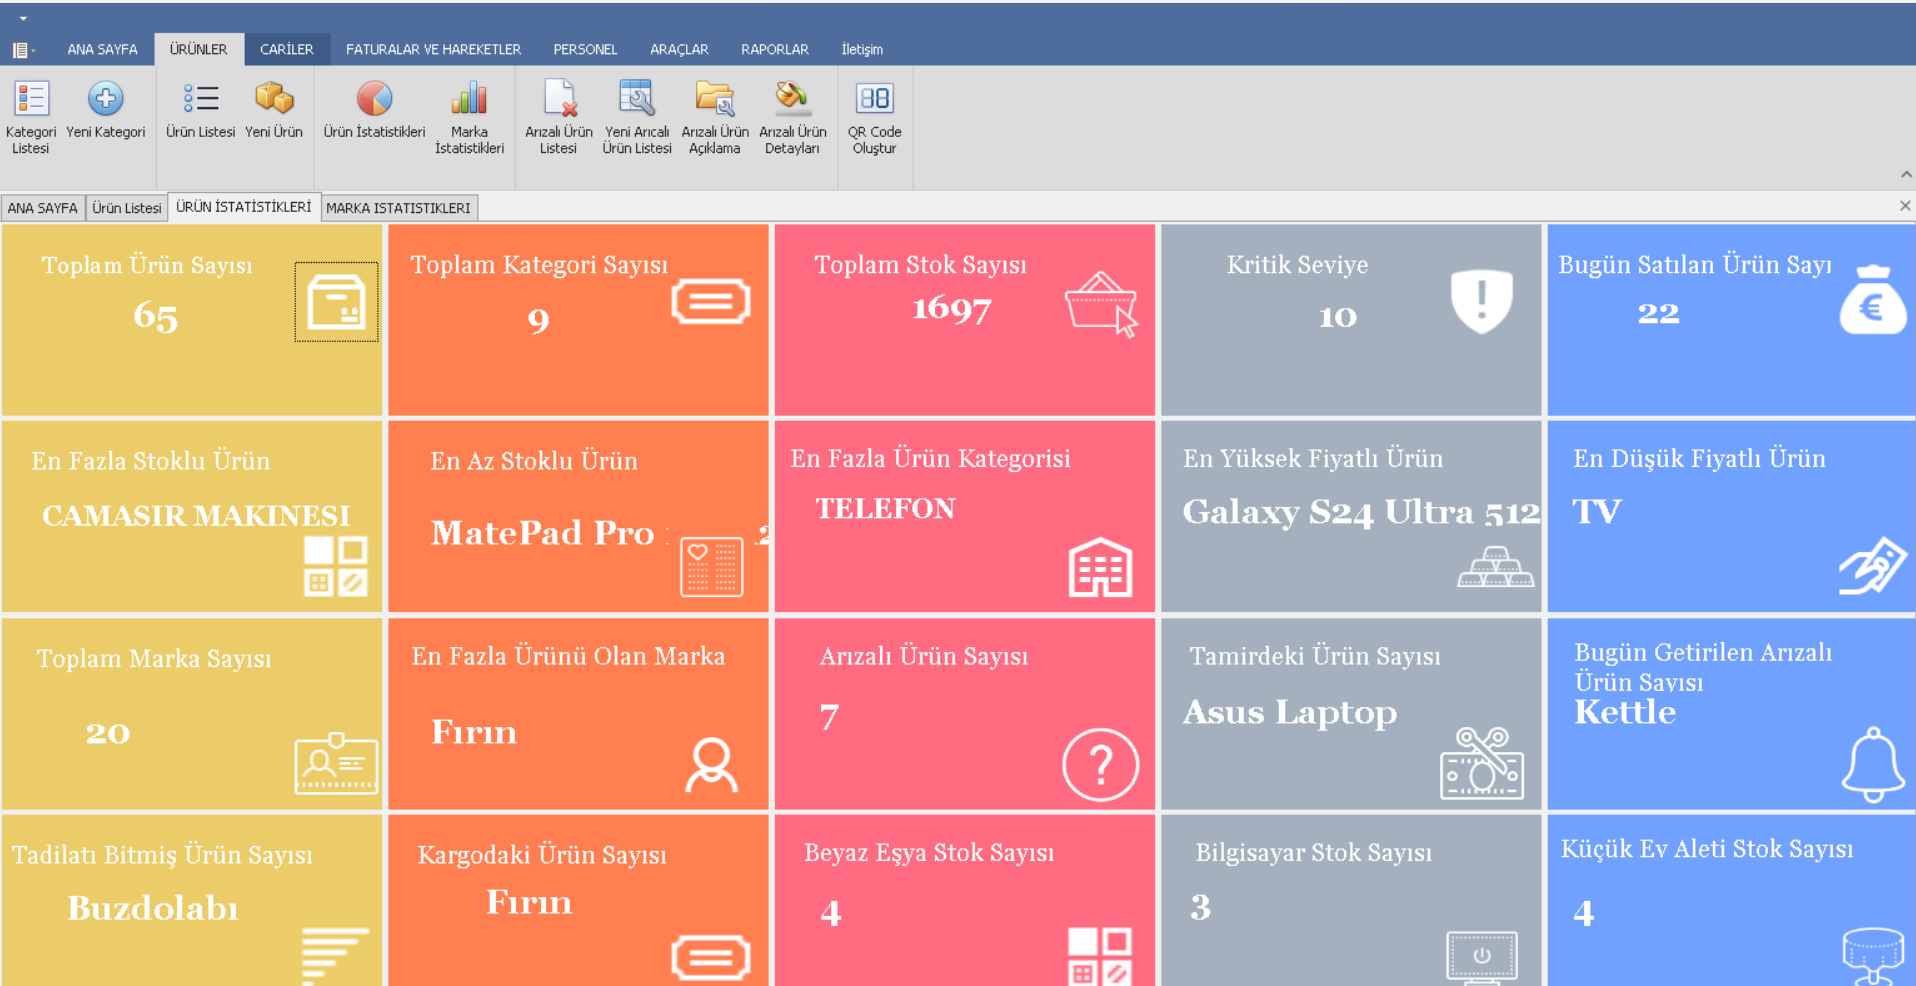 ANA SAYFA ÜRÜNLER CARİLER FATURALAR VE HAREKETLER PERSONEL ARAÇLAR RAPORLAR İletişim
Kategori Listesi
Yeni Kategori
Ürün Listesi
Yeni Ürün
Ürün İstatistikleri
Marka İstatistikleri
Arızalı Ürün Listesi
Yeni Arıcalı Ürün Listesi
Arızalı Ürün Açıklama
Arızalı Ürün Detayları
QR Code Oluştur
ANA SAYFA Ürün Listesi ÜRÜN İSTATİSTİKLERİ MARKA ISTATISTIKLERI
Toplam Ürün Sayısı
65
Toplam Kategori Sayısı
9
Toplam Stok Sayısı
1697
Kritik Seviye
10
Bugün Satılan Ürün Sayı
22
En Fazla Stoklu Ürün
CAMASIR MAKINESI
En Az Stoklu Ürün
MatePad Pro
En Fazla Ürün Kategorisi
TELEFON
En Yüksek Fiyatlı Ürün
Galaxy S24 Ultra 512
En Düşük Fiyatlı Ürün
TV
Toplam Marka Sayısı
20
En Fazla Ürünü Olan Marka
Fırın
Arızalı Ürün Sayısı
7
Tamirdeki Ürün Sayısı
Asus Laptop
Bugün Getirilen Arızalı
Ürün Sayısı
Kettle
Tadilatı Bitmiş Ürün Sayısı
Buzdolabı
Kargodaki Ürün Sayısı
Fırın
Beyaz Eşya Stok Sayısı
4
Bilgisayar Stok Sayısı
3
Küçük Ev Aleti Stok Sayısı
4